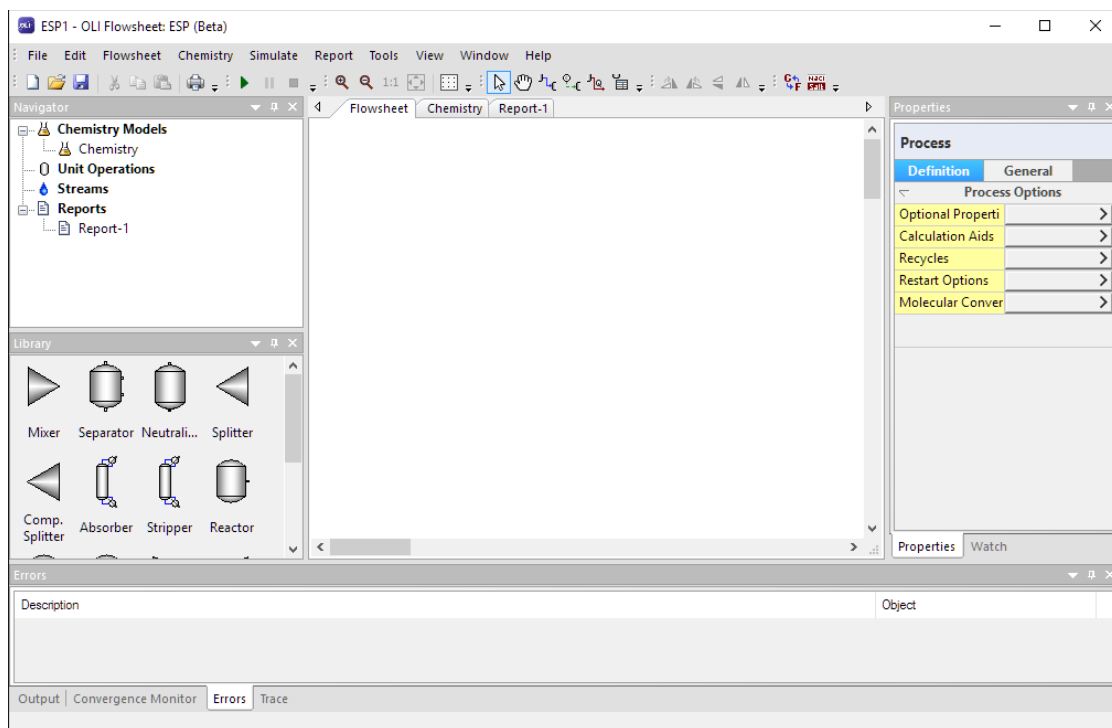 ESP1 - OLI Flowsheet: ESP (Beta)
File Edit Flowsheet Chemistry Simulate Report Tools View Window Help
1:1
Navigator
Chemistry Models
Chemistry
Unit Operations
Streams
Reports
Report-1
Flowsheet Chemistry Report-1
Properties
Process
Definition General
Process Options
Optional Properti
Calculation Aids
Recycles
Restart Options
Molecular Conver
Properties Watch
Library
Mixer Separator Neutrali... Splitter
Comp. Splitter Absorber Stripper Reactor
Errors
Description Object
Output Convergence Monitor Errors Trace